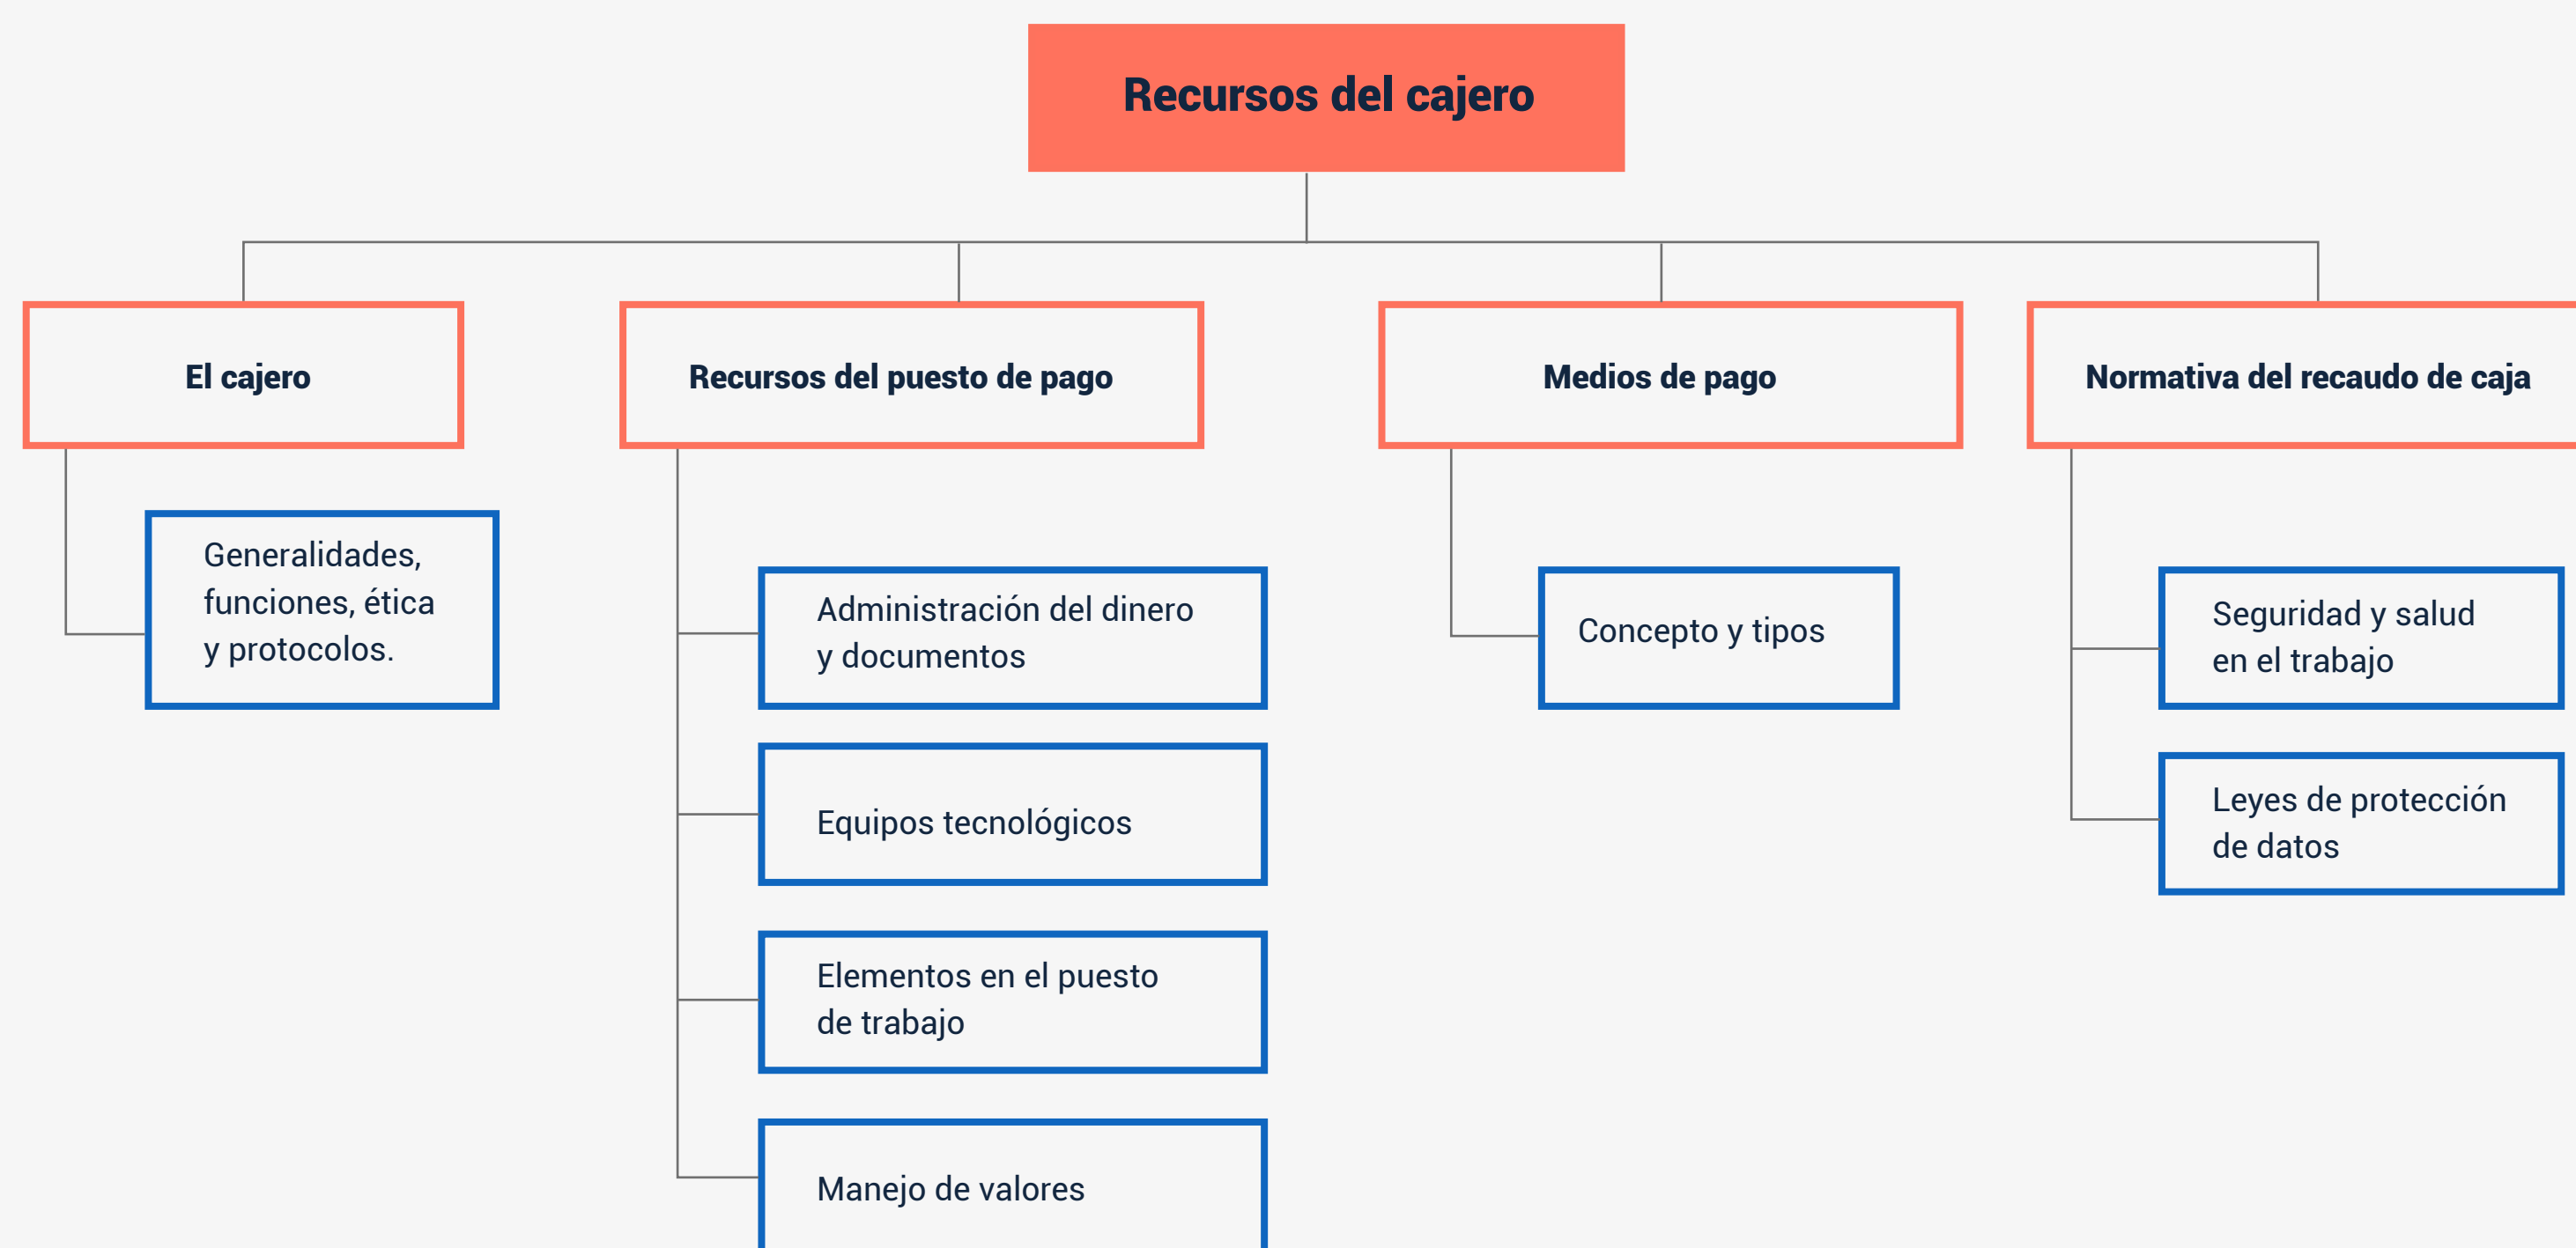 Recursos del cajero
El cajero
Recursos del puesto de pago
Medios de pago
Normativa del recaudo de caja
Generalidades,
funciones, ética
y protocolos.
Administración del dinero
y documentos
Equipos tecnológicos
Elementos en el puesto
de trabajo
Manejo de valores
Concepto y tipos
Seguridad y salud
en el trabajo
Leyes de protección
de datos